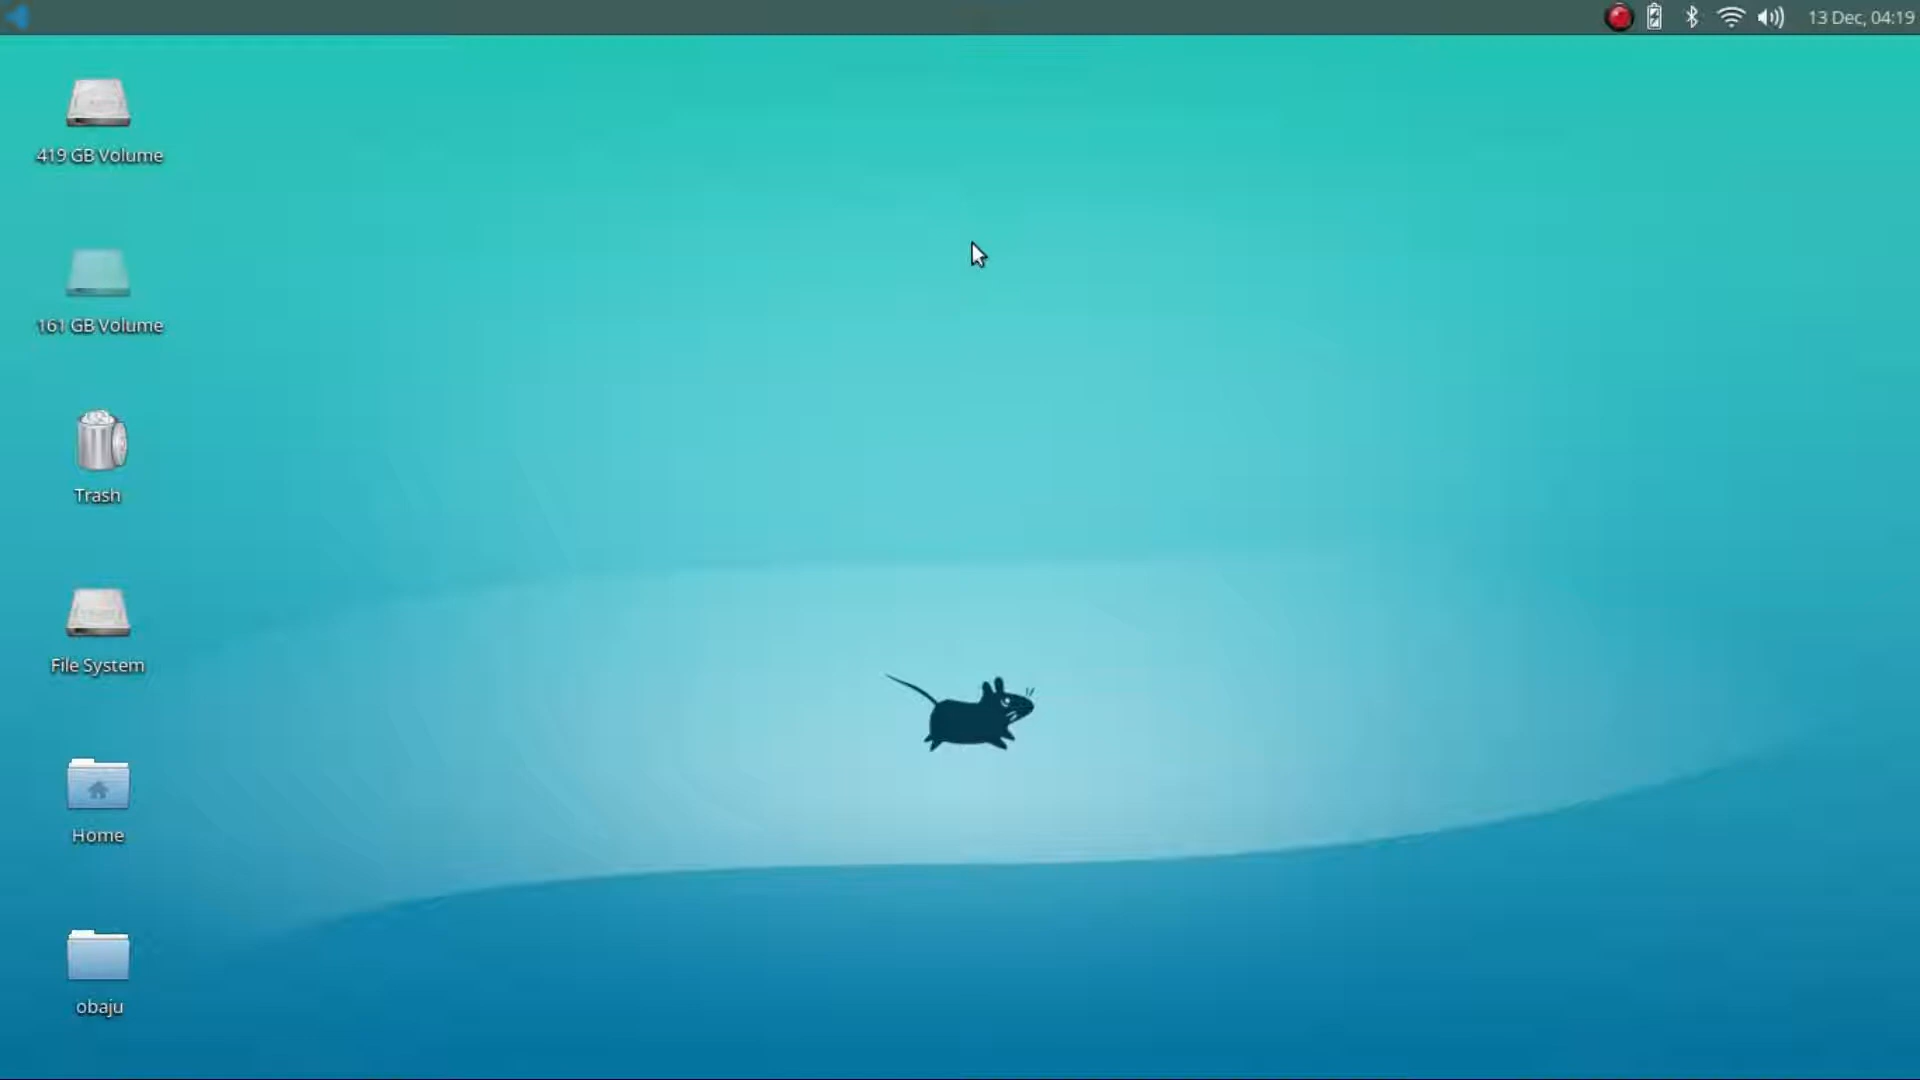 13 Dec, 04:19
419 GB Volume
161 GB Volume
Trash
File System
Home
obaju